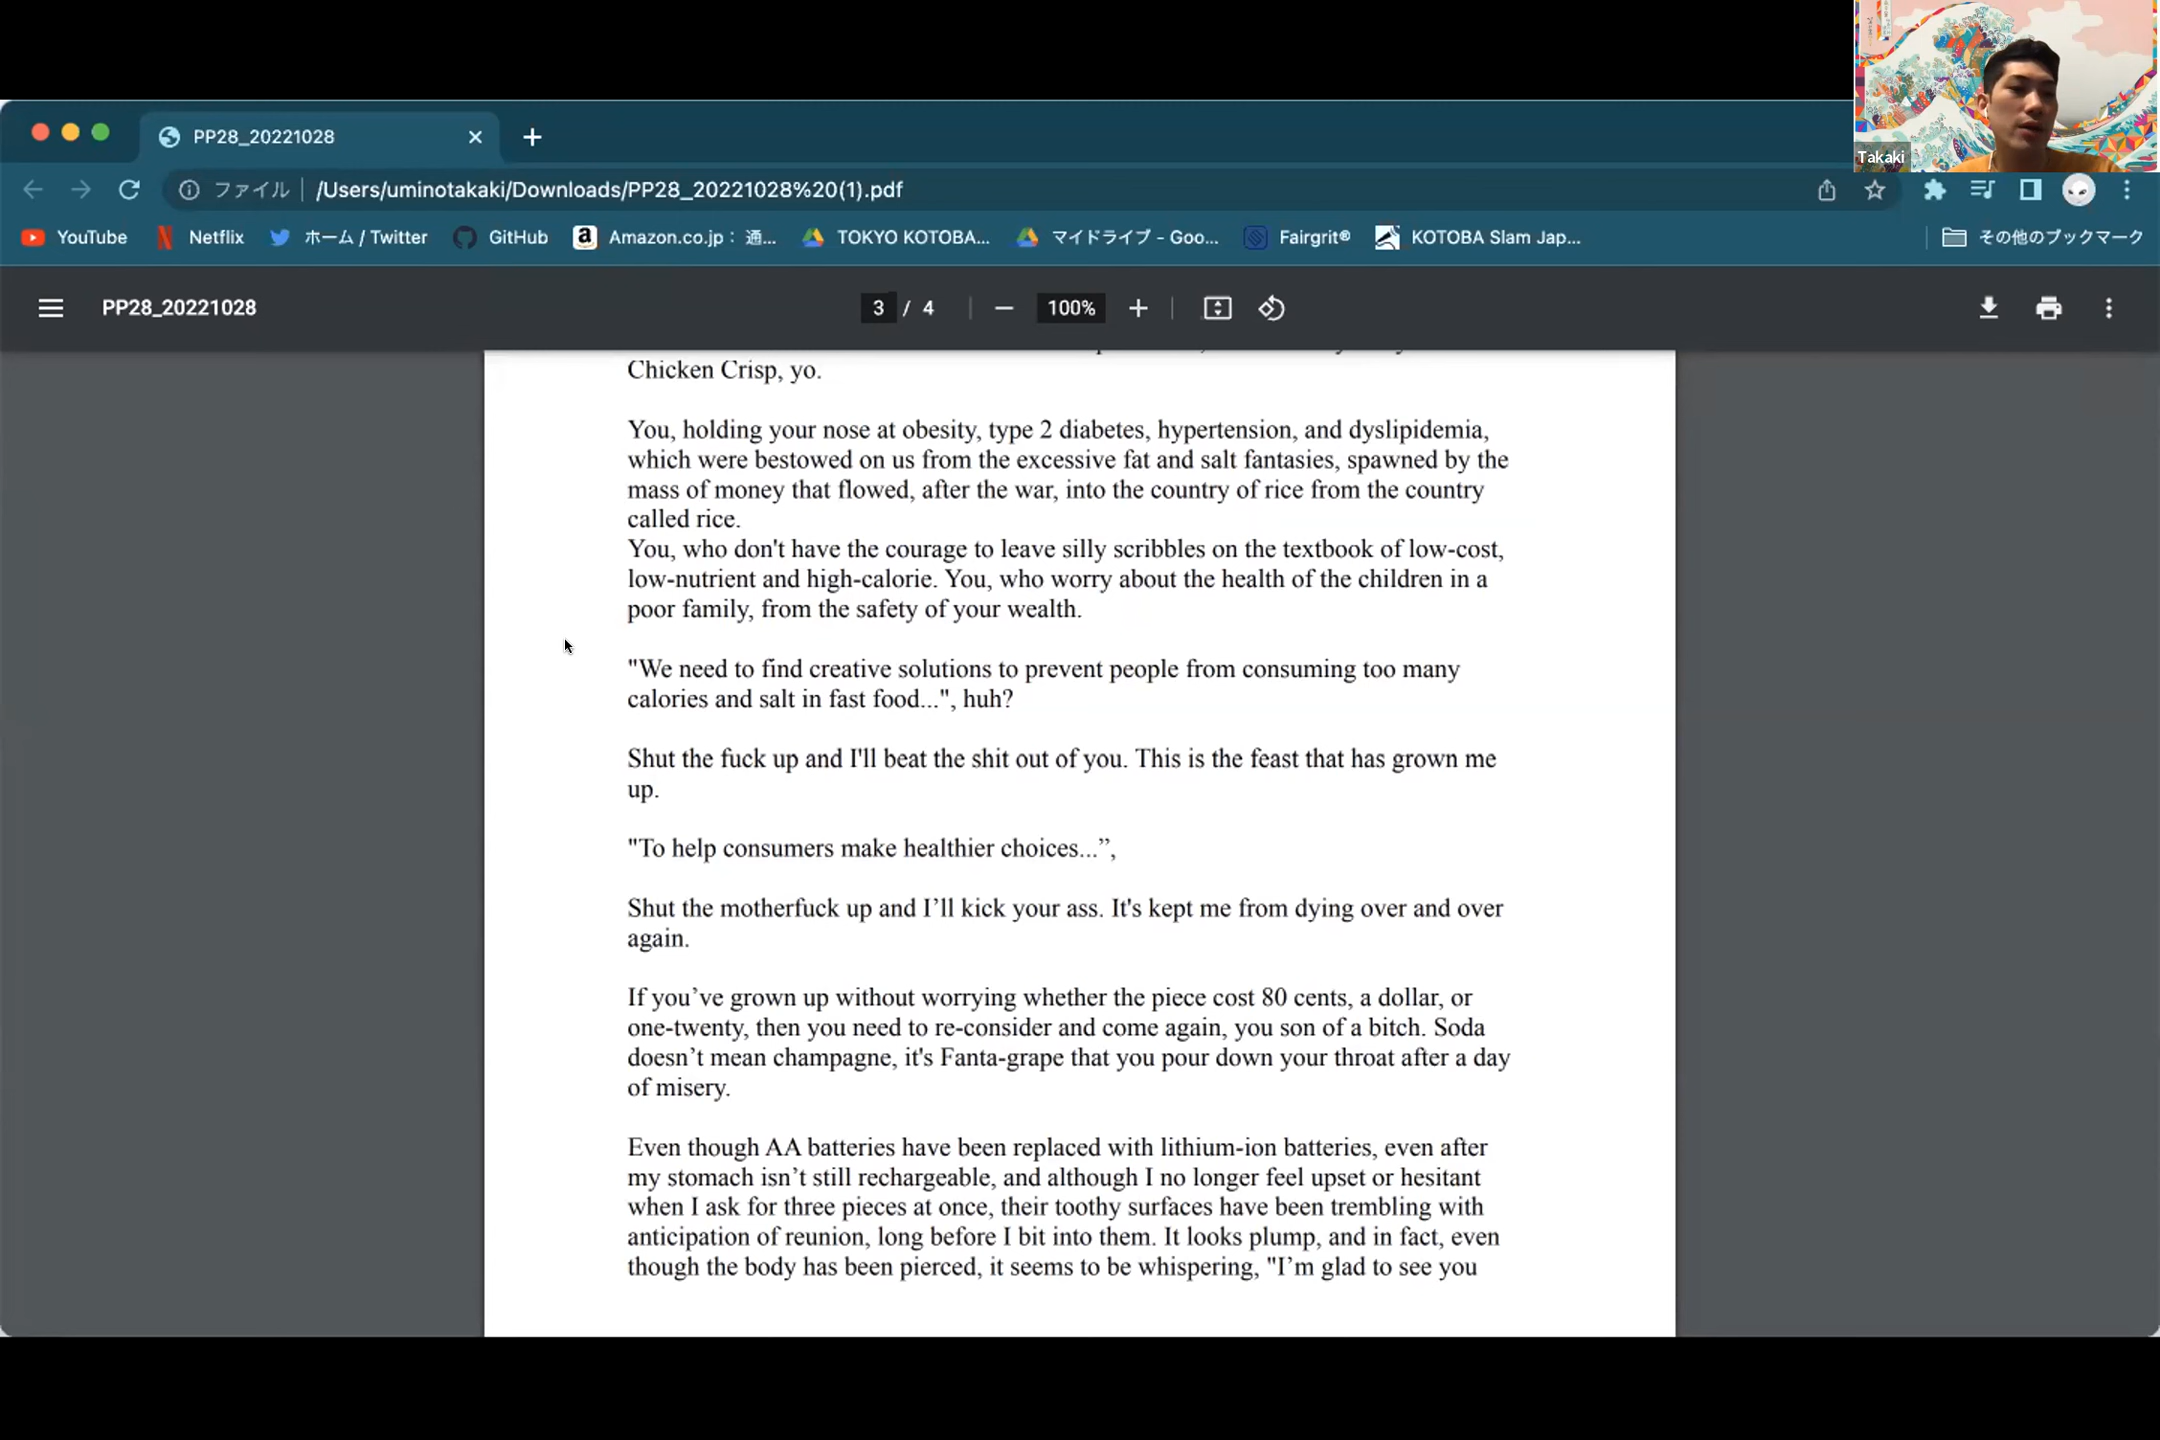 Takaki
PP28_20221028
ファイル
/Users/uminotakaki/Downloads/PP28_20221028%20(1).pdf
YouTube
Netflix
ホーム / Twitter
GitHub
Amazon.co.jp： 通...
TOKYO KOTOBA...
マイドライブ - Goo...
Fairgrit®
KOTOBA Slam Jap...
その他のブックマーク
PP28_20221028
3 / 4
100%
Chicken Crisp, yo.
You, holding your nose at obesity, type 2 diabetes, hypertension, and dyslipidemia,
which were bestowed on us from the excessive fat and salt fantasies, spawned by the
mass of money that flowed, after the war, into the country of rice from the country
called rice.
You, who don't have the courage to leave silly scribbles on the textbook of low-cost,
low-nutrient and high-calorie. You, who worry about the health of the children in a
poor family, from the safety of your wealth.
"We need to find creative solutions to prevent people from consuming too many
calories and salt in fast food...", huh?
Shut the fuck up and I'll beat the shit out of you. This is the feast that has grown me
up.
"To help consumers make healthier choices...”,
Shut the motherfuck up and I’ll kick your ass. It's kept me from dying over and over
again.
If you’ve grown up without worrying whether the piece cost 80 cents, a dollar, or
one-twenty, then you need to re-consider and come again, you son of a bitch. Soda
doesn’t mean champagne, it's Fanta-grape that you pour down your throat after a day
of misery.
Even though AA batteries have been replaced with lithium-ion batteries, even after
my stomach isn’t still rechargeable, and although I no longer feel upset or hesitant
when I ask for three pieces at once, their toothy surfaces have been trembling with
anticipation of reunion, long before I bit into them. It looks plump, and in fact, even
though the body has been pierced, it seems to be whispering, "I’m glad to see you